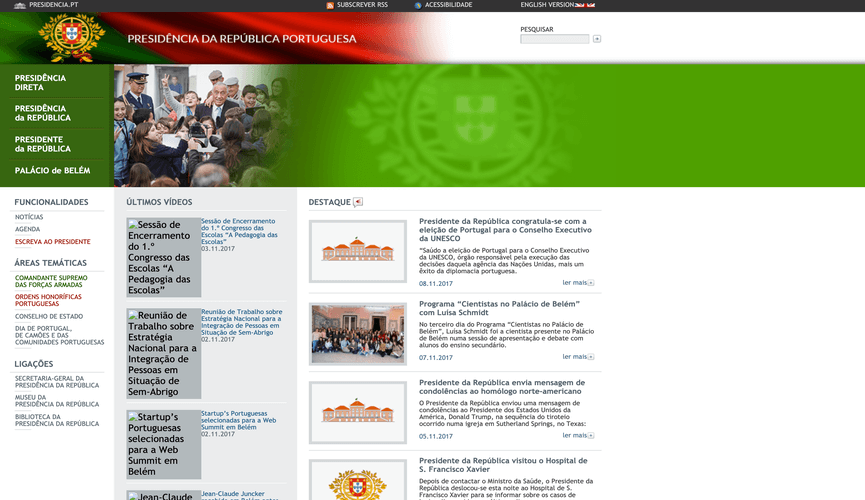 PRESIDENCIA.PT
SUBSCREVER RSS
ACESSIBILIDADE
ENGLISH VERSION
PRESIDÊNCIA DA REPÚBLICA PORTUGUESA
PESQUISAR
PRESIDÊNCIA
DIRETA
PRESIDÊNCIA
da REPÚBLICA
PRESIDENTE
da REPÚBLICA
PALÁCIO de BELÉM
FUNCIONALIDADES
NOTÍCIAS
AGENDA
ESCREVA AO PRESIDENTE
ÁREAS TEMÁTICAS
COMANDANTE SUPREMO
DAS FORÇAS ARMADAS
ORDENS HONORÍFICAS
PORTUGUESAS
CONSELHO DE ESTADO
DIA DE PORTUGAL,
DE CAMÕES E DAS
COMUNIDADES PORTUGUESAS
LIGAÇÕES
SECRETARIA-GERAL DA
PRESIDÊNCIA DA REPÚBLICA
MUSEU DA
PRESIDÊNCIA DA REPÚBLICA
BIBLIOTECA DA
PRESIDÊNCIA DA REPÚBLICA
ÚLTIMOS VÍDEOS
Sessão de
Encerramento
do 1.º
Congresso das
Escolas “A
Pedagogia das
Escolas”
Sessão de Encerramento
do 1.º Congresso das
Escolas “A Pedagogia das
Escolas”
03.11.2017
Reunião de
Trabalho sobre
Estratégia
Nacional para a
Integração de
Pessoas em
Situação de
Sem-Abrigo
Reunião de Trabalho sobre
Estratégia Nacional para a
Integração de Pessoas em
Situação de Sem-Abrigo
02.11.2017
Startup’s
Portuguesas
selecionadas
para a Web
Summit em
Belém
Startup’s Portuguesas
selecionadas para a Web
Summit em Belém
02.11.2017
Jean-Claude
Jean-Claude Juncker
DESTAQUE
Presidente da República congratula-se com a
eleição de Portugal para o Conselho Executivo
da UNESCO
“Saúdo a eleição de Portugal para o Conselho Executivo
da UNESCO, órgão responsável pela execução das
decisões daquela agência das Nações Unidas, mais um
êxito da diplomacia portuguesa.
08.11.2017
ler mais
Programa “Cientistas no Palácio de Belém”
com Luísa Schmidt
No terceiro dia do Programa “Cientistas no Palácio de
Belém”, Luísa Schmidt foi a cientista presente no Palácio
de Belém numa sessão de apresentação e debate com
alunos do ensino secundário.
07.11.2017
ler mais
Presidente da República envia mensagem de
condolências ao homólogo norte-americano
O Presidente da República enviou uma mensagem de
condolências ao Presidente dos Estados Unidos da
América, Donald Trump, na sequência do tiroteio
ocorrido numa igreja em Sutherland Springs, no Texas:
05.11.2017
ler mais
Presidente da República visitou o Hospital de
S. Francisco Xavier
Depois de contactar o Ministro da Saúde, o Presidente da
República deslocou-se esta noite ao Hospital de S.
Francisco Xavier para se informar sobre os casos de